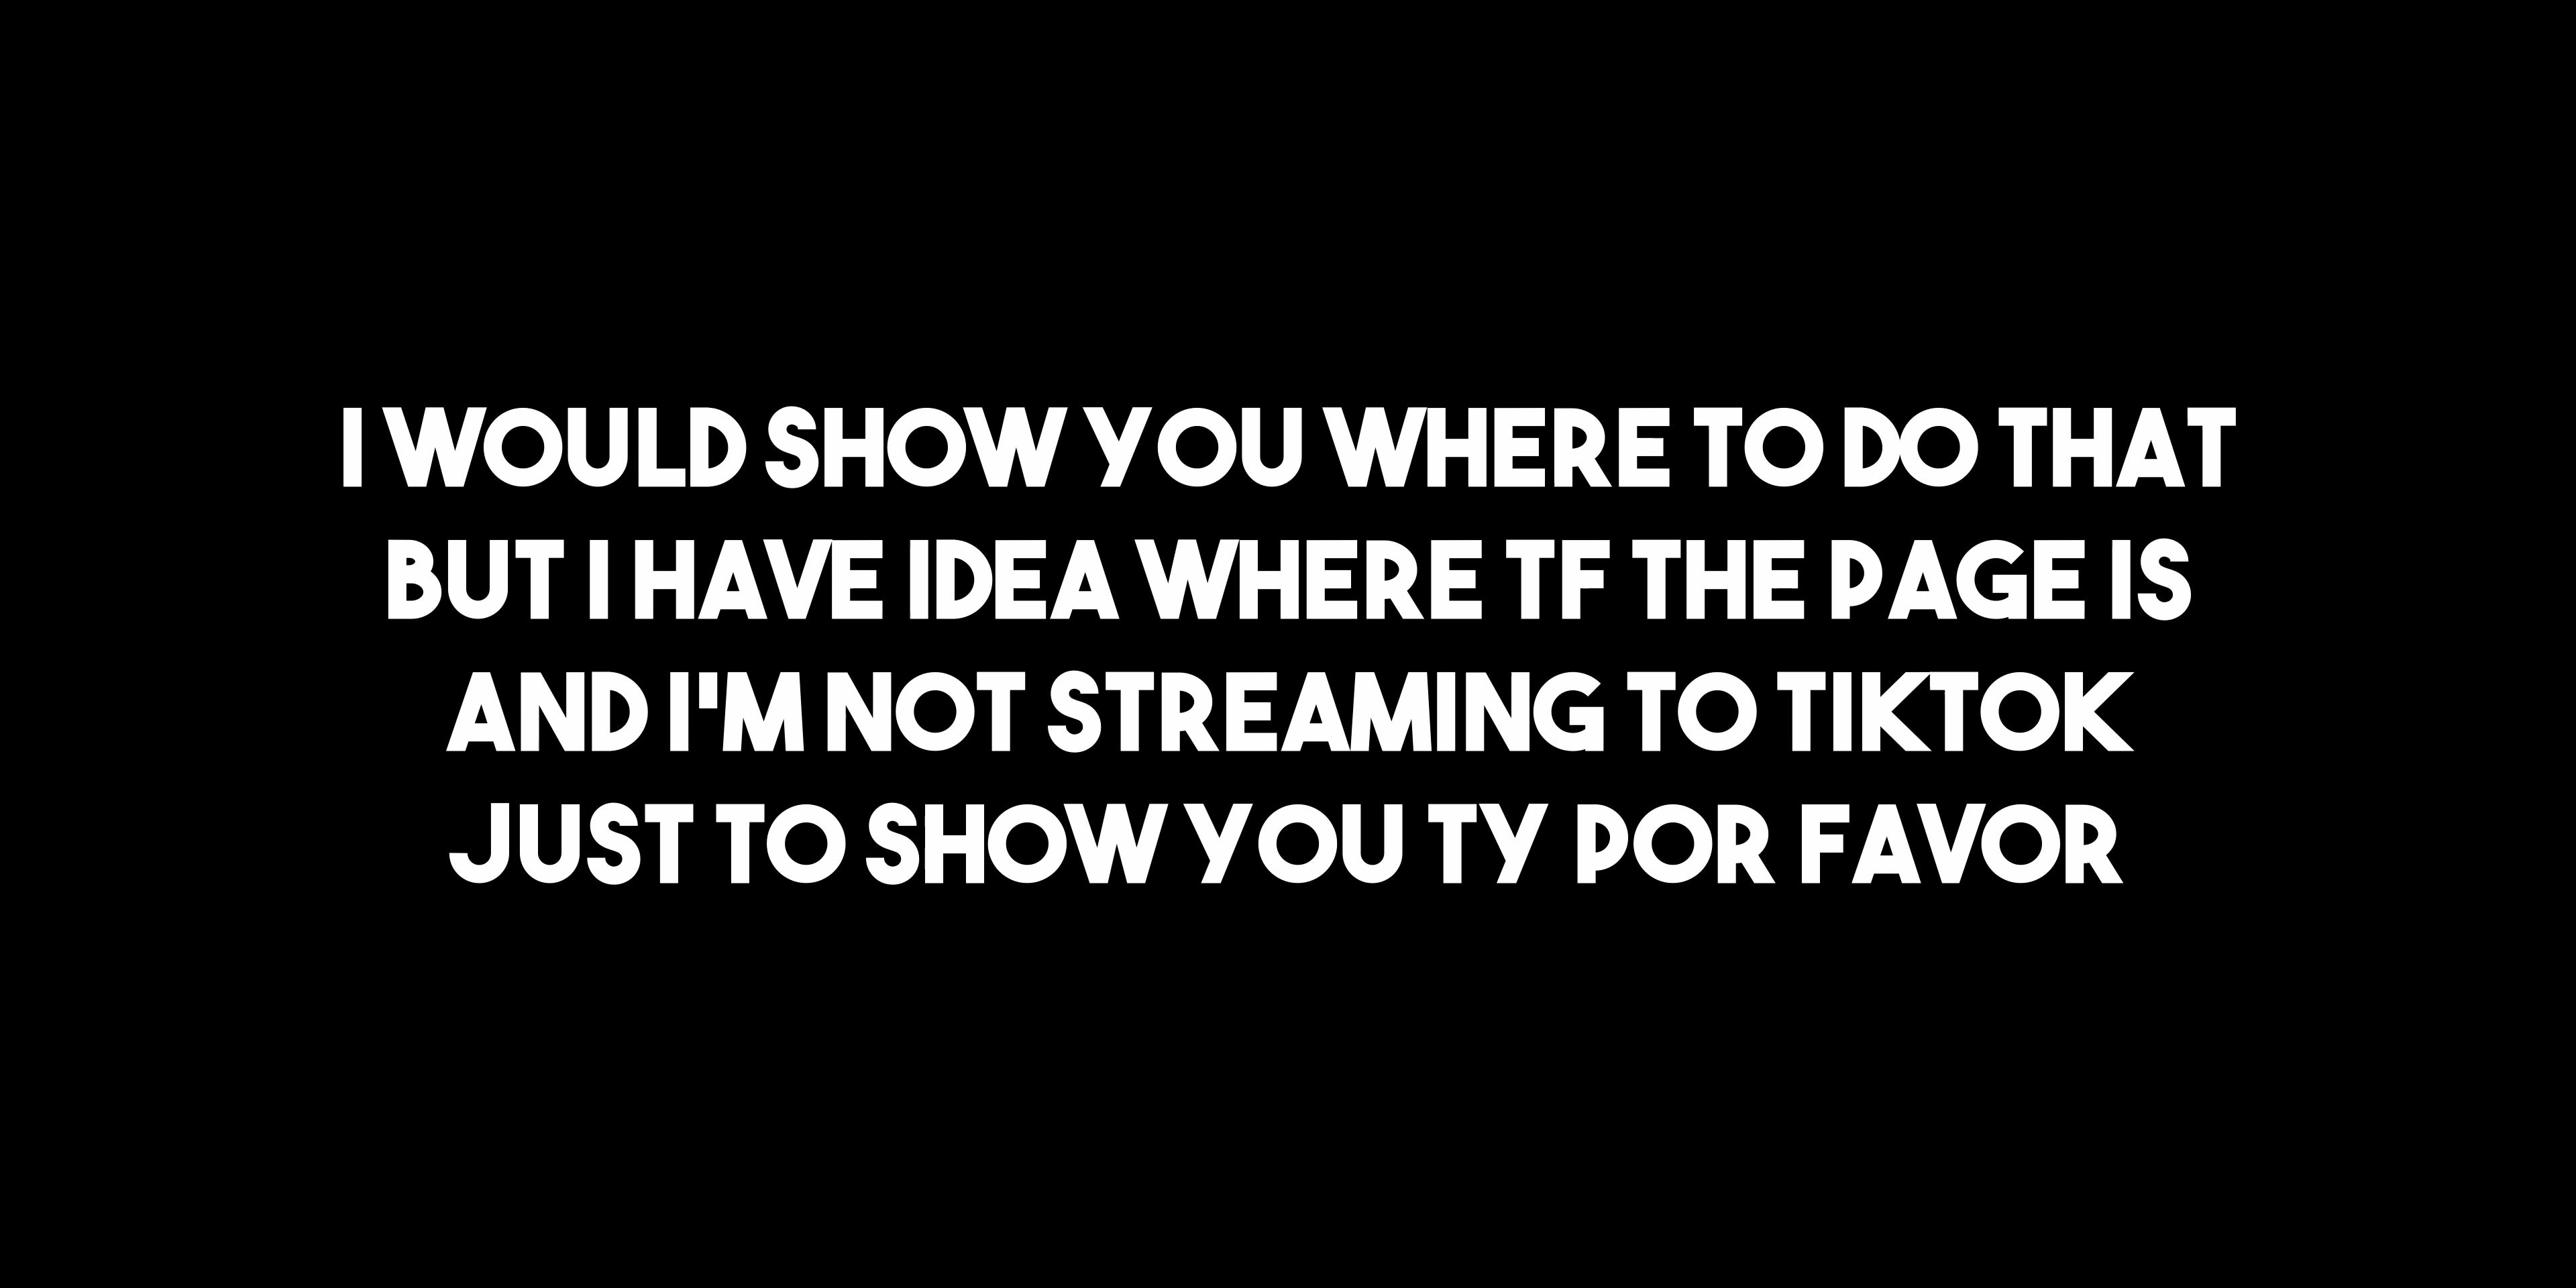 I WOULD SHOW YOU WHERE TO DO THAT
BUT I HAVE IDEA WHERE TF THE PAGE IS
AND I'M NOT STREAMING TO TIKTOK
JUST TO SHOW YOU TY POR FAVOR